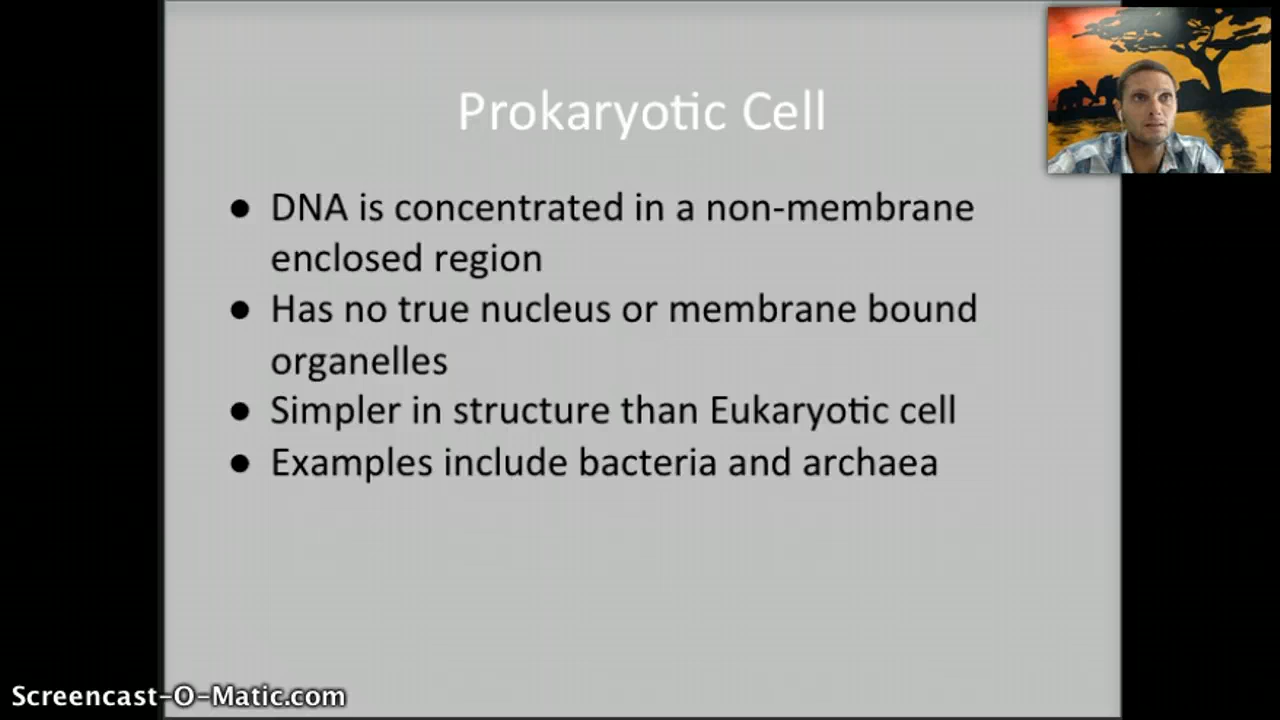 Prokaryotic Cell
● DNA is concentrated in a non-membrane
enclosed region
● Has no true nucleus or membrane bound
organelles
● Simpler in structure than Eukaryotic cell
● Examples include bacteria and archaea
Screencast-O-Matic.com